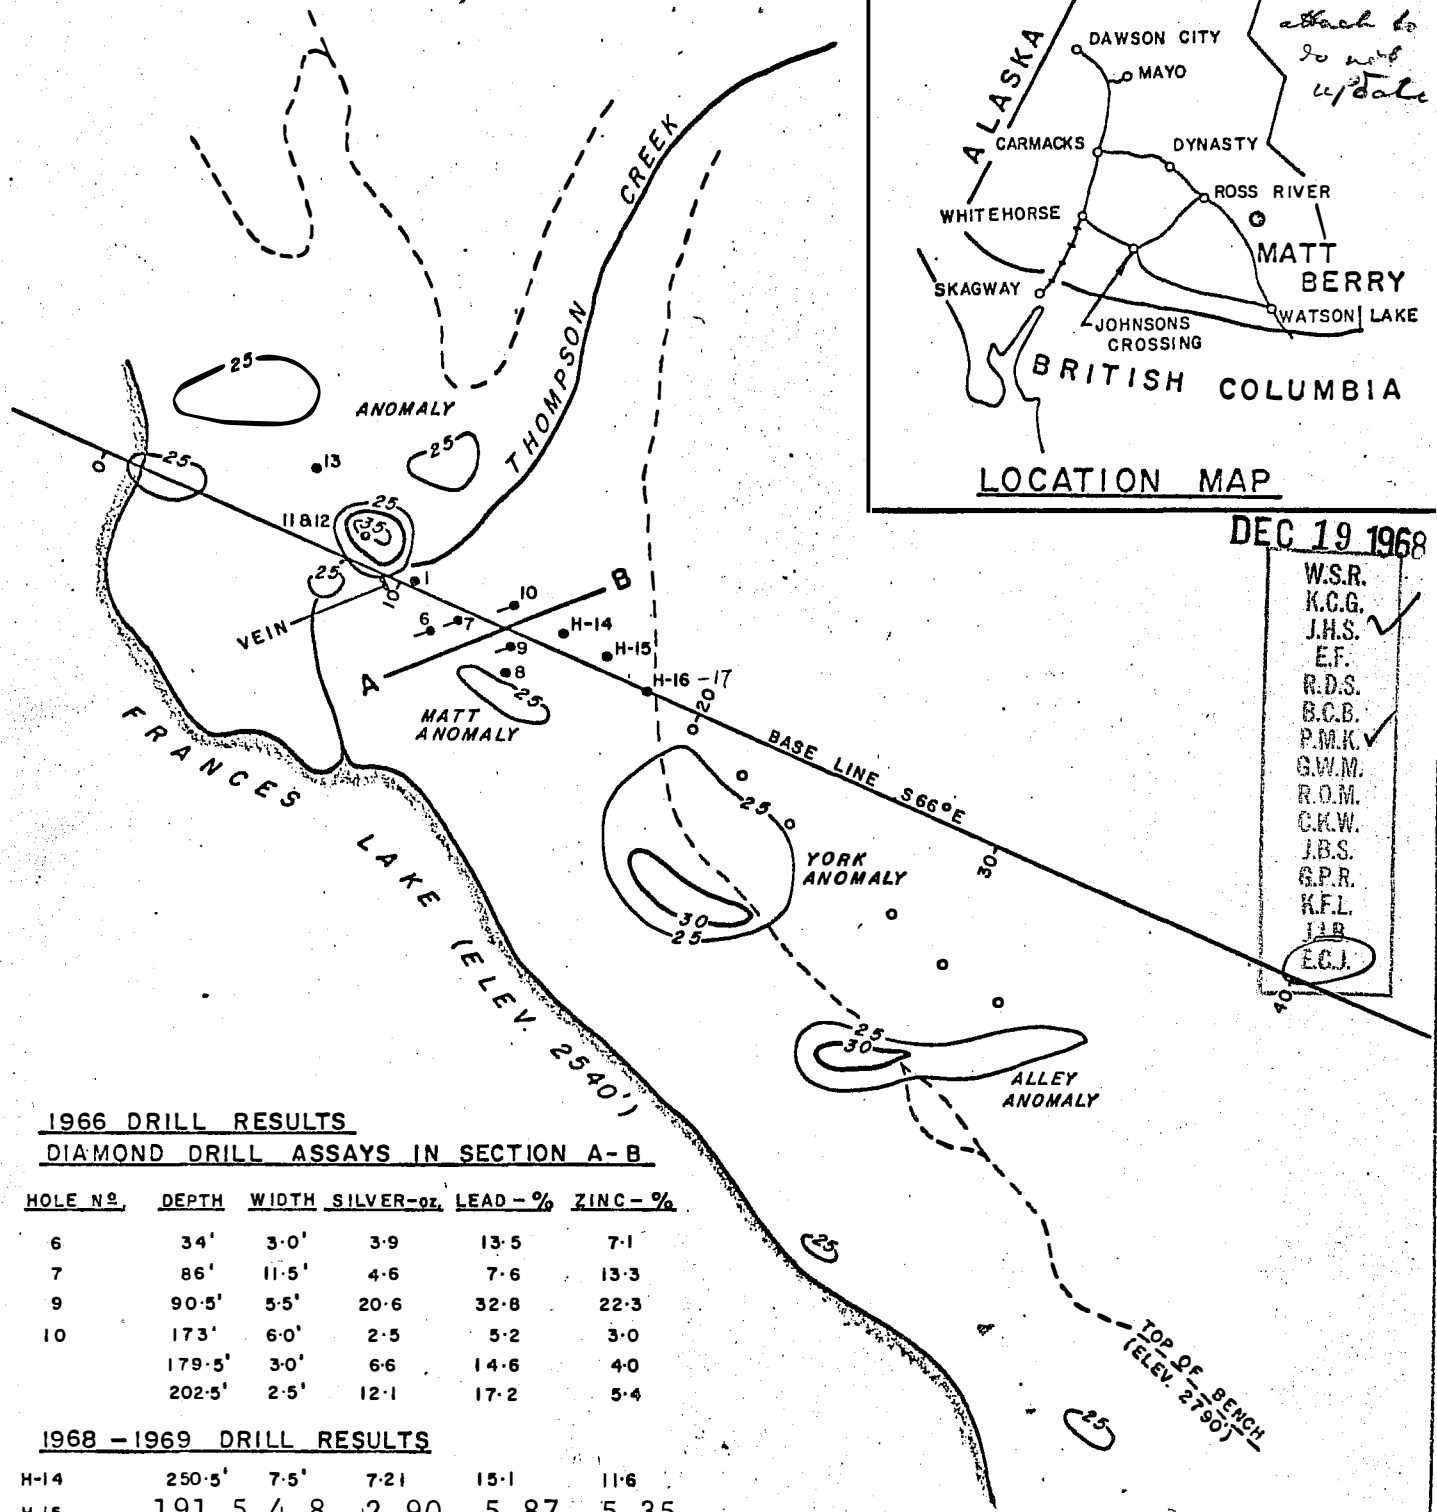 attach to
do not
update
DAWSON CITY
MAYO
ALASKA
CARMACKS
DYNASTY
ROSS RIVER
WHITEHORSE
MATT
BERRY
SKAGWAY
WATSON LAKE
JOHNSONS
CROSSING
BRITISH COLUMBIA
LOCATION MAP
DEC 19 1968
W.S.R.
K.C.G.
J.H.S.
E.F.
R.D.S.
B.C.B.
P.M.K.
G.W.M.
R.O.M.
C.K.W.
J.B.S.
G.P.R.
K.F.L.
E.C.J.
THOMPSON CREEK
25
ANOMALY
25
0
25
13
25
11 & 12
35
25
1
10
VEIN
10
B
6
7
H-14
9
H-15
8
A
25
H-16 -17
20
MATT
ANOMALY
BASE LINE S66°E
FRANCES LAKE (ELEV. 2540')
25
YORK
ANOMALY
30
30
25
40
25
30
ALLEY
ANOMALY
25
TOP OF BENCH
(ELEV. 2790')
25
1966 DRILL RESULTS
DIAMOND DRILL ASSAYS IN SECTION A-B
HOLE Nº. DEPTH WIDTH SILVER-oz. LEAD-% ZINC-%
6 34' 3.0' 3.9 13.5 7.1
7 86' 11.5' 4.6 7.6 13.3
9 90.5' 5.5' 20.6 32.8 22.3
10 173' 6.0' 2.5 5.2 3.0
179.5' 3.0' 6.6 14.6 4.0
202.5' 2.5' 12.1 17.2 5.4
1968-1969 DRILL RESULTS
H-14 250.5' 7.5' 7.21 15.1 11.6
H-15 191.5 4.8 2.90 5.87 5.35